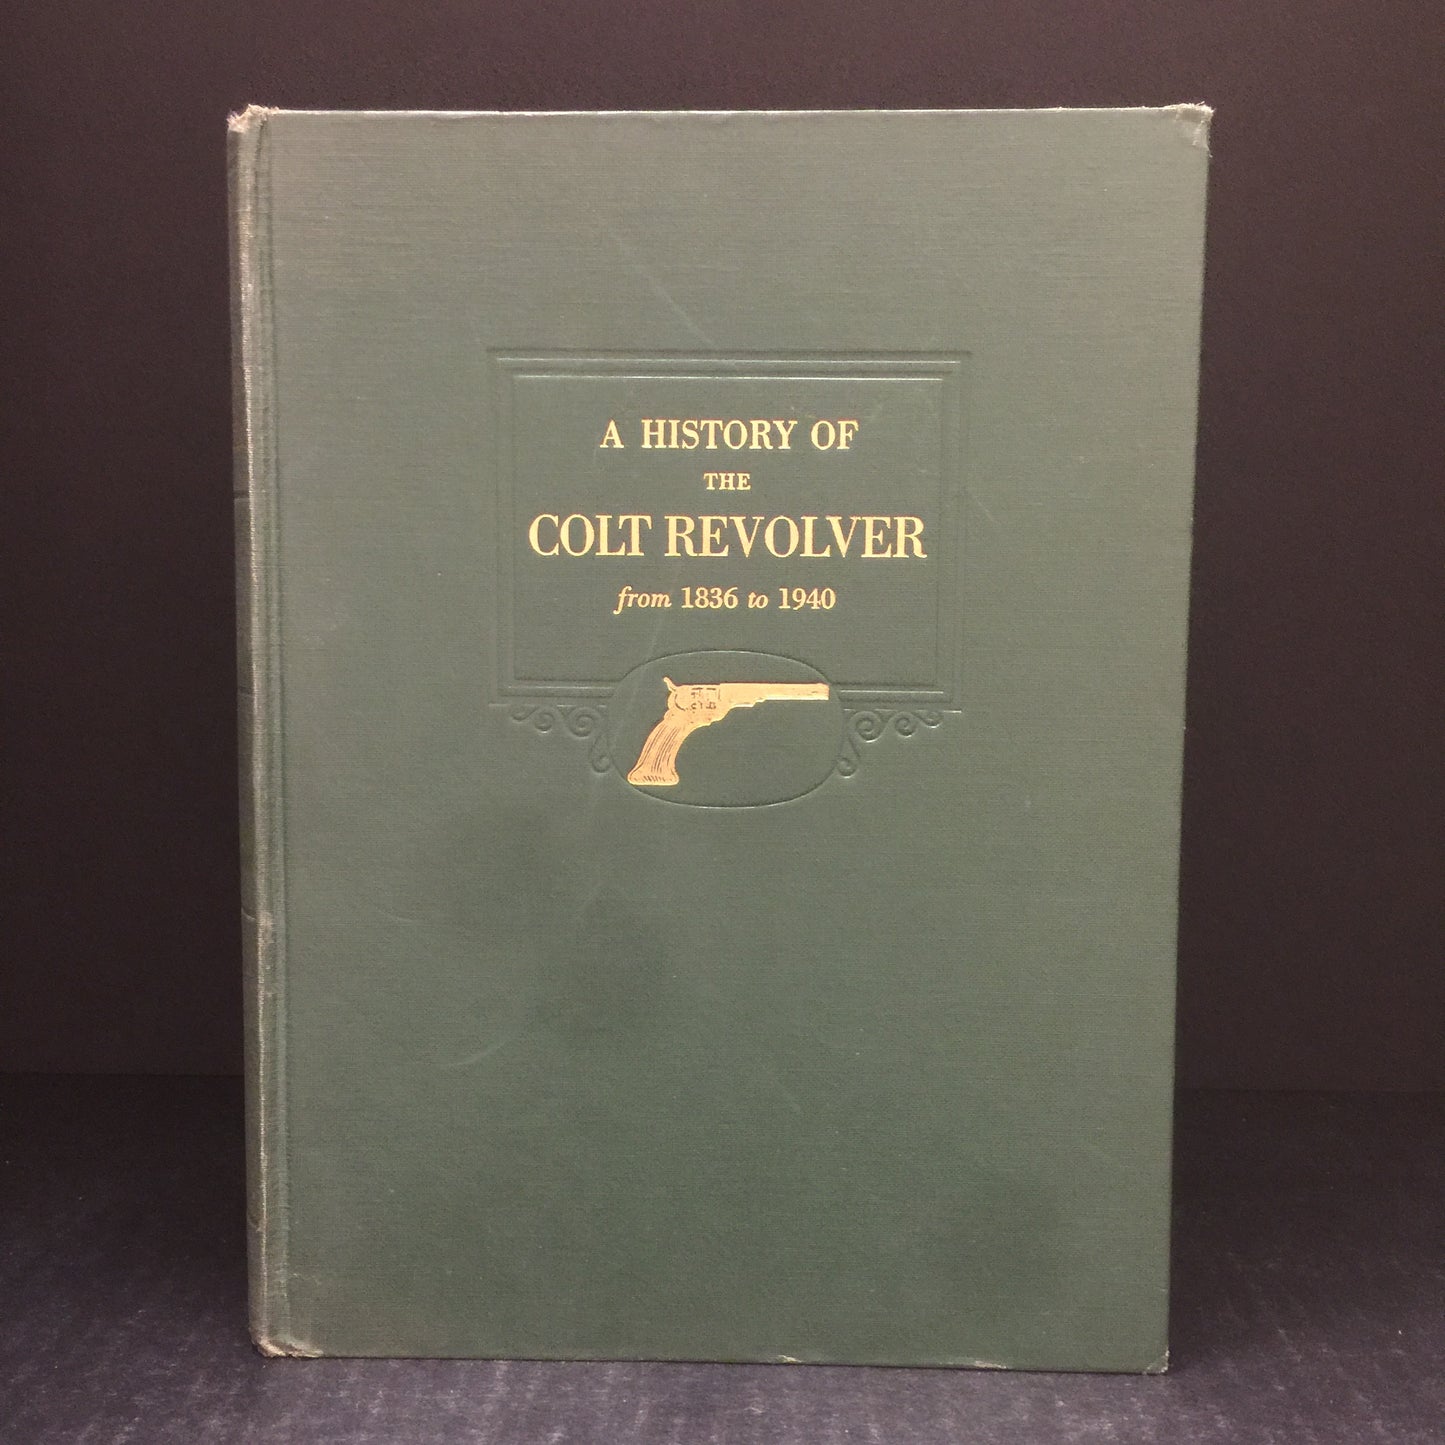 A HISTORY OF
THE
COLT REVOLVER
from 1836 to 1940